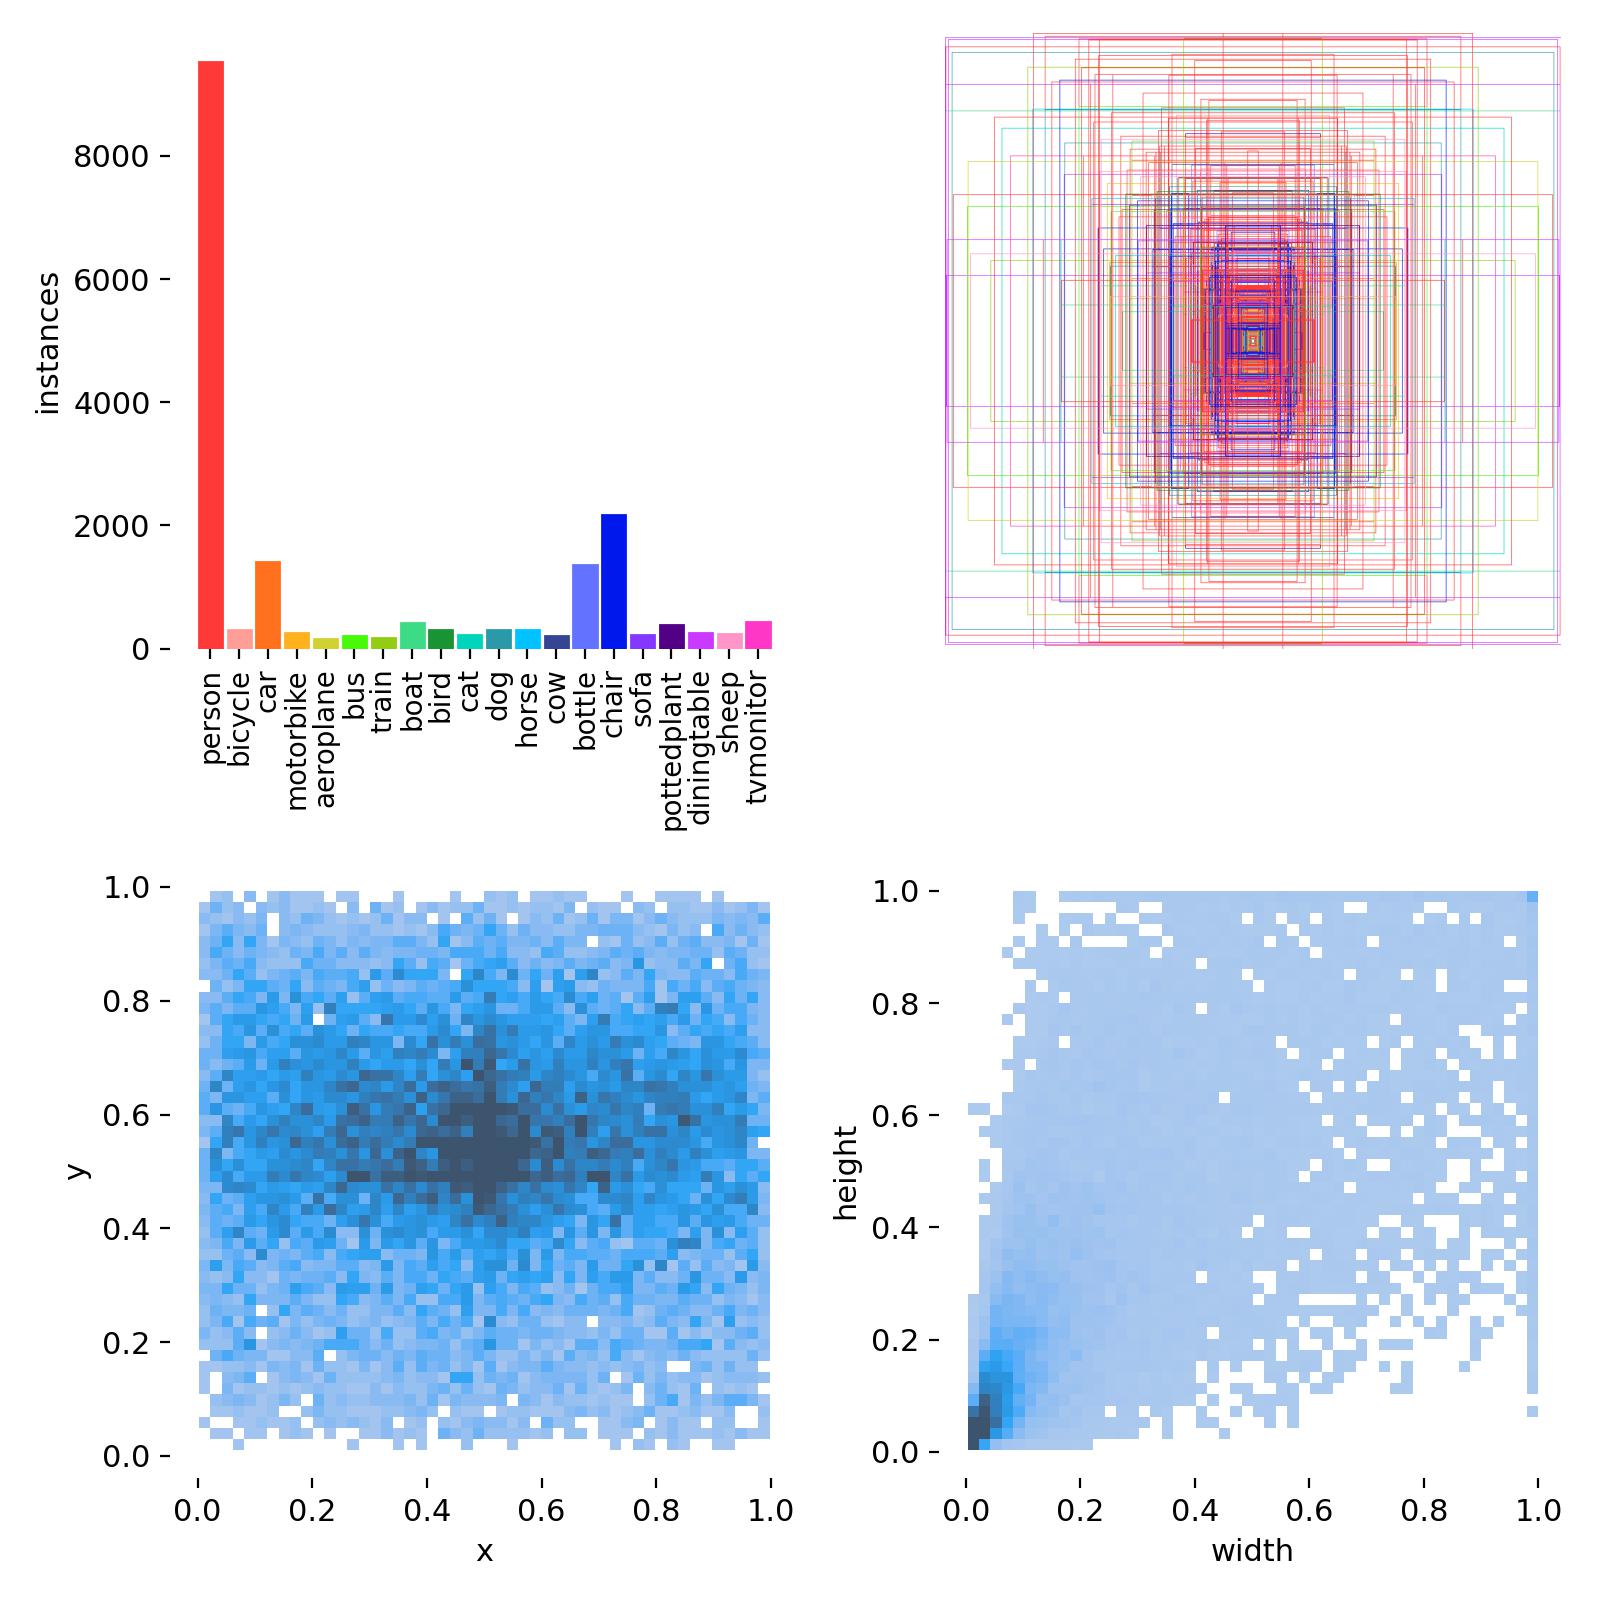 instances
8000
6000
4000
2000
0
person
bicycle
car
motorbike
aeroplane
bus
train
boat
bird
cat
dog
horse
cow
bottle
chair
sofa
pottedplant
diningtable
sheep
tvmonitor
y
1.0
0.8
0.6
0.4
0.2
0.0
0.0 0.2 0.4 0.6 0.8 1.0
x
height
1.0
0.8
0.6
0.4
0.2
0.0
0.0 0.2 0.4 0.6 0.8 1.0
width